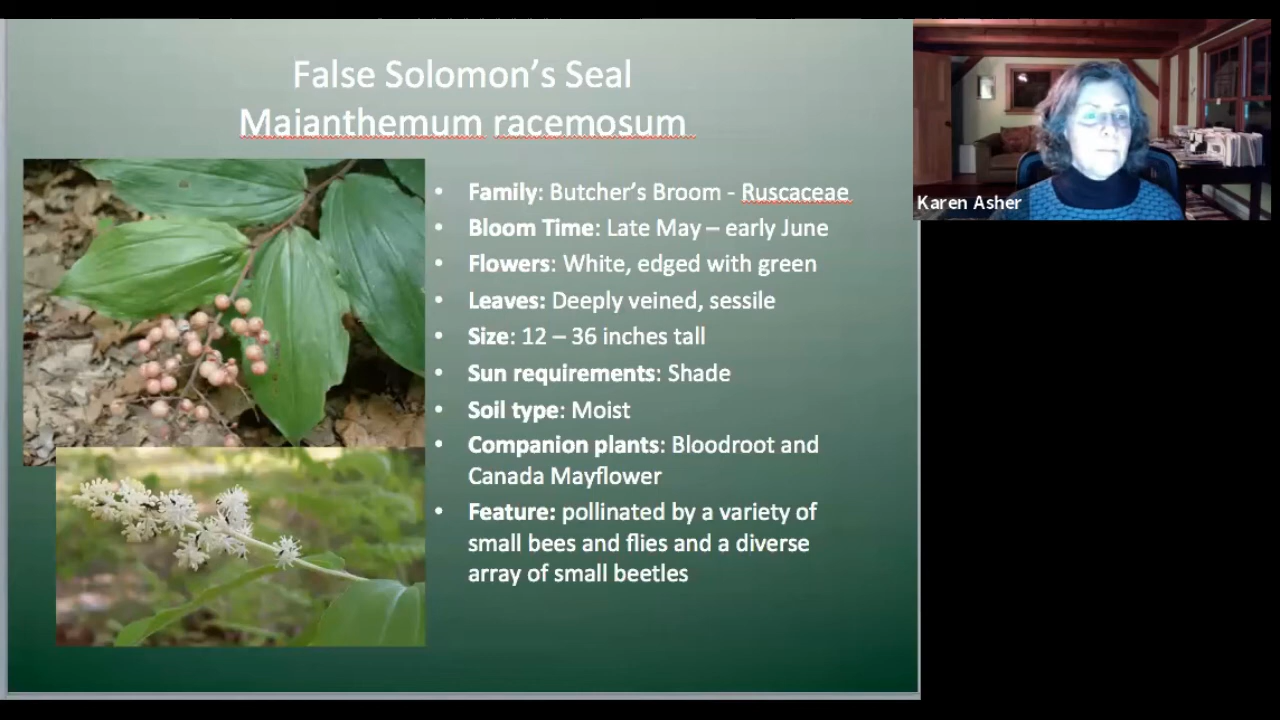 False Solomon's Seal
Maianthemum racemosum
• Family: Butcher's Broom - Ruscaceae
• Bloom Time: Late May – early June
• Flowers: White, edged with green
• Leaves: Deeply veined, sessile
• Size: 12 – 36 inches tall
• Sun requirements: Shade
• Soil type: Moist
• Companion plants: Bloodroot and
Canada Mayflower
• Feature: pollinated by a variety of
small bees and flies and a diverse
array of small beetles
Karen Asher